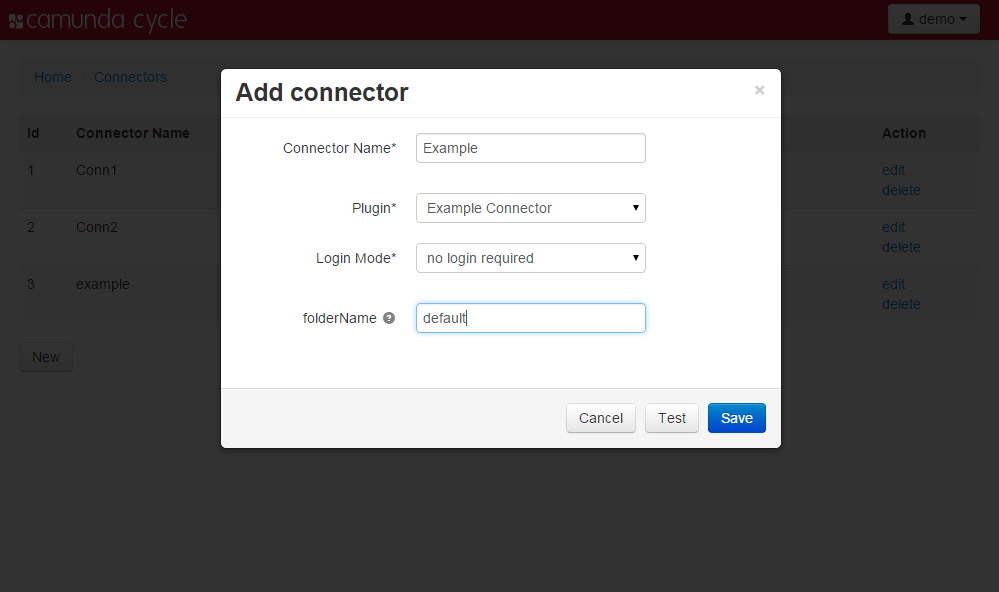 camunda cycle
demo
Home / Connectors
Add connector ×
Id Connector Name Action
Connector Name* Example
1 Conn1 edit
delete
Plugin* Example Connector
2 Conn2 edit
delete
Login Mode* no login required
3 example edit
delete
folderName ? default
New
Cancel Test Save